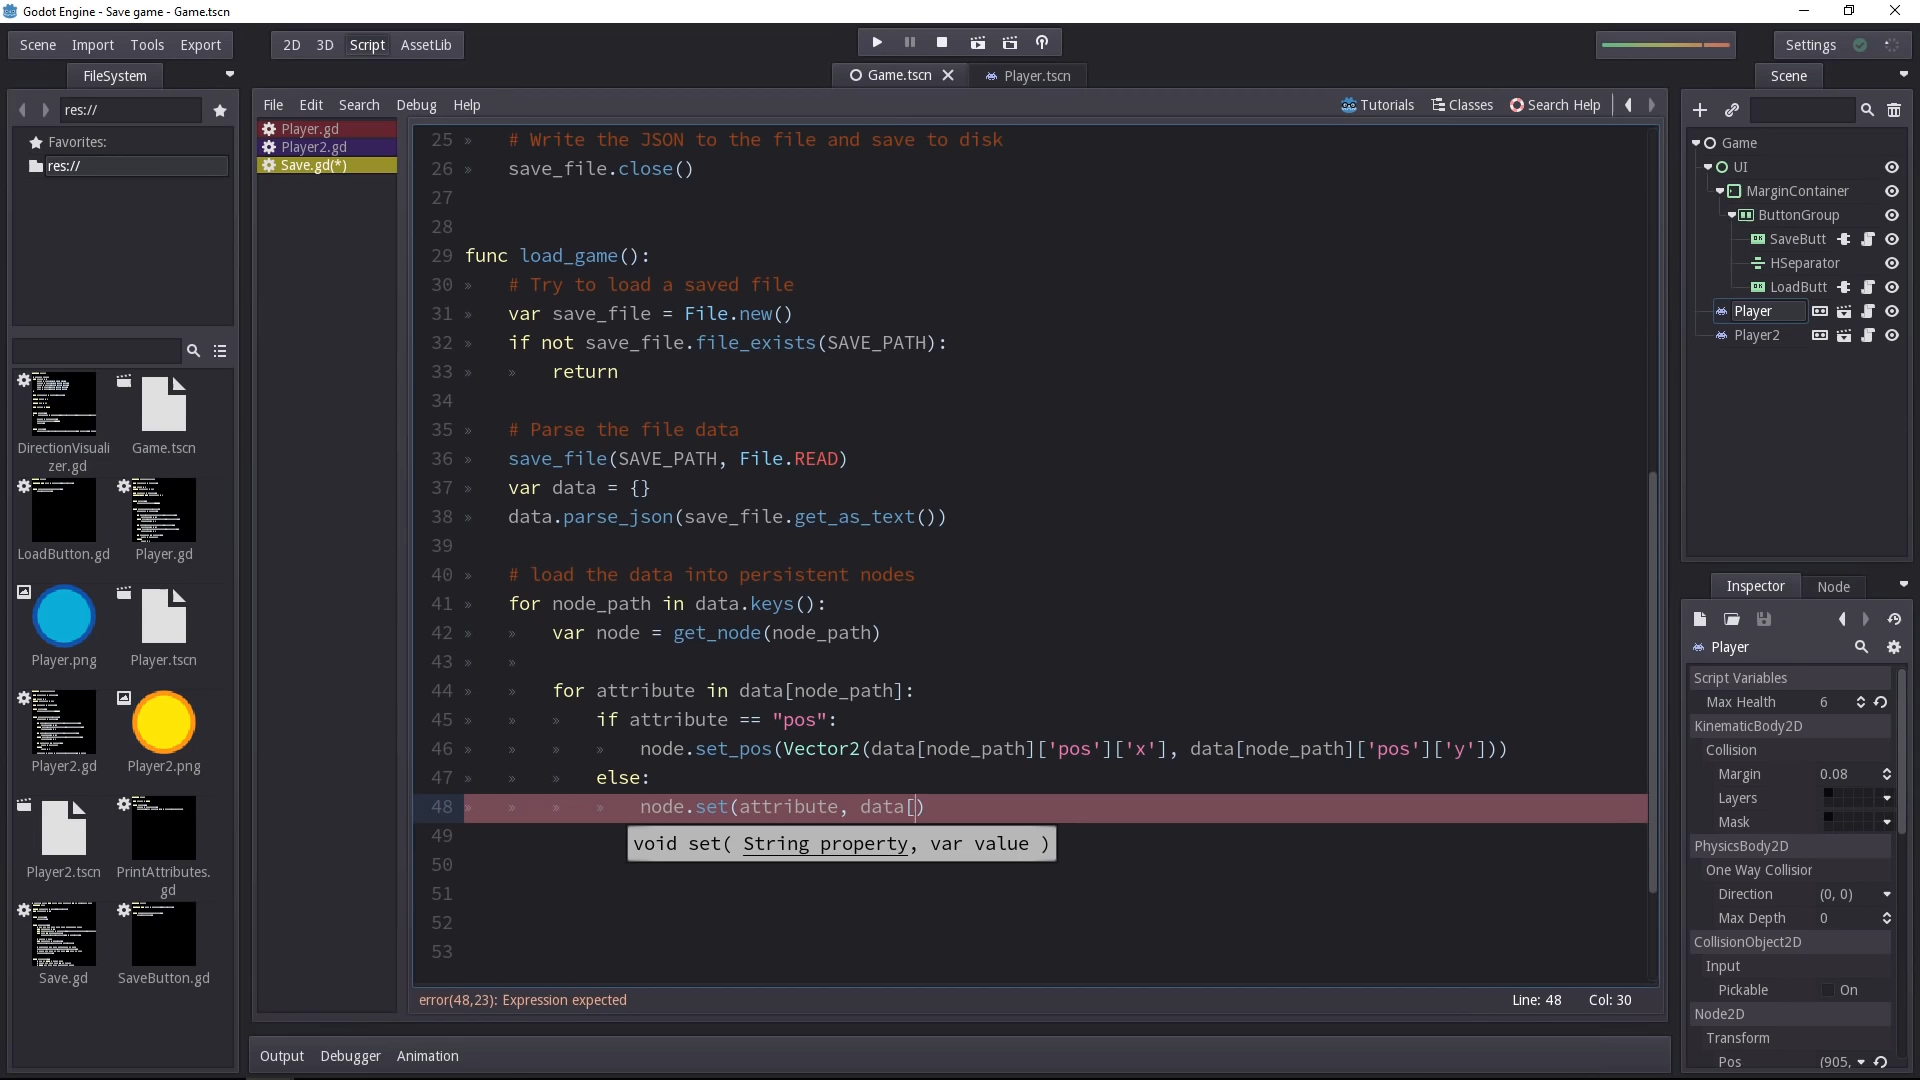 Godot Engine - Save game - Game.tscn
Scene Import Tools Export
2D 3D Script AssetLib
Settings
FileSystem
Game.tscn
Player.tscn
Scene
res://
Favorites:
res://
File Edit Search Debug Help
Tutorials Classes Search Help
Player.gd
Player2.gd
Save.gd(*)
25 # Write the JSON to the file and save to disk
26 save_file.close()
27
28
29 func load_game():
30 # Try to load a saved file
31 var save_file = File.new()
32 if not save_file.file_exists(SAVE_PATH):
33 return
34
35 # Parse the file data
36 save_file(SAVE_PATH, File.READ)
37 var data = {}
38 data.parse_json(save_file.get_as_text())
39
40 # load the data into persistent nodes
41 for node_path in data.keys():
42 var node = get_node(node_path)
43
44 for attribute in data[node_path]:
45 if attribute == "pos":
46 node.set_pos(Vector2(data[node_path]['pos']['x'], data[node_path]['pos']['y']))
47 else:
48 node.set(attribute, data[)
49
void set( String property, var value )
50
51
52
53
error(48,23): Expression expected
Line: 48 Col: 30
Output Debugger Animation
DirectionVisuali
zer.gd
Game.tscn
LoadButton.gd
Player.gd
Player.png
Player.tscn
Player2.gd
Player2.png
Player2.tscn
PrintAttributes.
gd
Save.gd
SaveButton.gd
Game
UI
MarginContainer
ButtonGroup
SaveButt
HSeparator
LoadButt
Player
Player2
Inspector
Node
Player
Script Variables
Max Health 6
KinematicBody2D
Collision
Margin 0.08
Layers
Mask
PhysicsBody2D
One Way Collisior
Direction (0, 0)
Max Depth 0
CollisionObject2D
Input
Pickable On
Node2D
Transform
Pos (905,